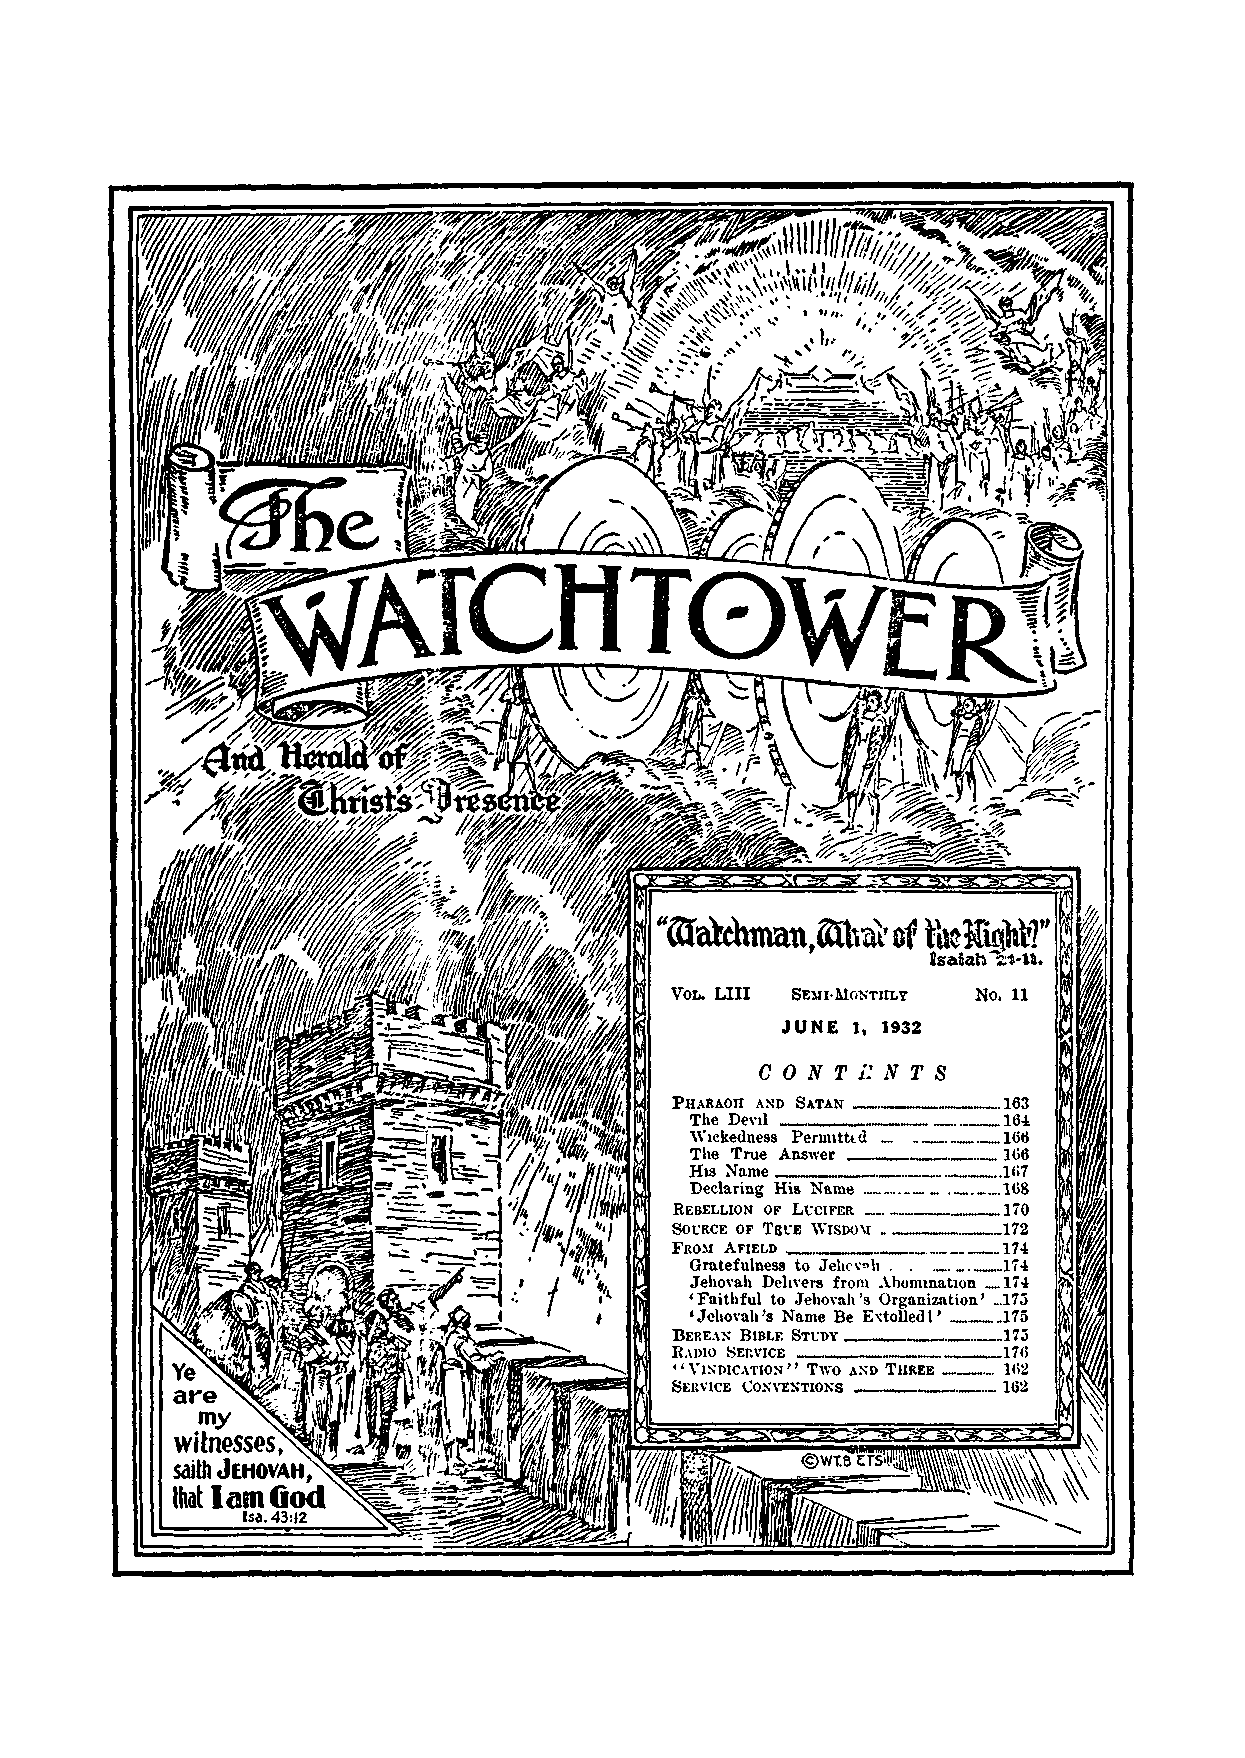 The
WATCHTOWER
And Herald of
Christ's Presence
"Watchman, What of the Night?"
Isaiah 21-11.
VOL. LIII SEMI-MONTHLY No. 11
JUNE 1, 1932
CONTENTS
PHARAOH AND SATAN 163
The Devil 164
Wickedness Permitted 166
The True Answer 166
His Name 167
Declaring His Name 168
REBELLION OF LUCIFER 170
SOURCE OF TRUE WISDOM 172
FROM AFIELD 174
Gratefulness to Jehovah 174
Jehovah Delivers from Abomination 174
'Faithful to Jehovah's Organization' 175
'Jehovah's Name Be Extolled!' 175
BEREAN BIBLE STUDY 175
RADIO SERVICE 176
"VINDICATION" TWO AND THREE 162
SERVICE CONVENTIONS 162
©W.T.B. & T.S.
Ye
are
my
witnesses,
saith JEHOVAH,
that I am God
Isa. 43:12